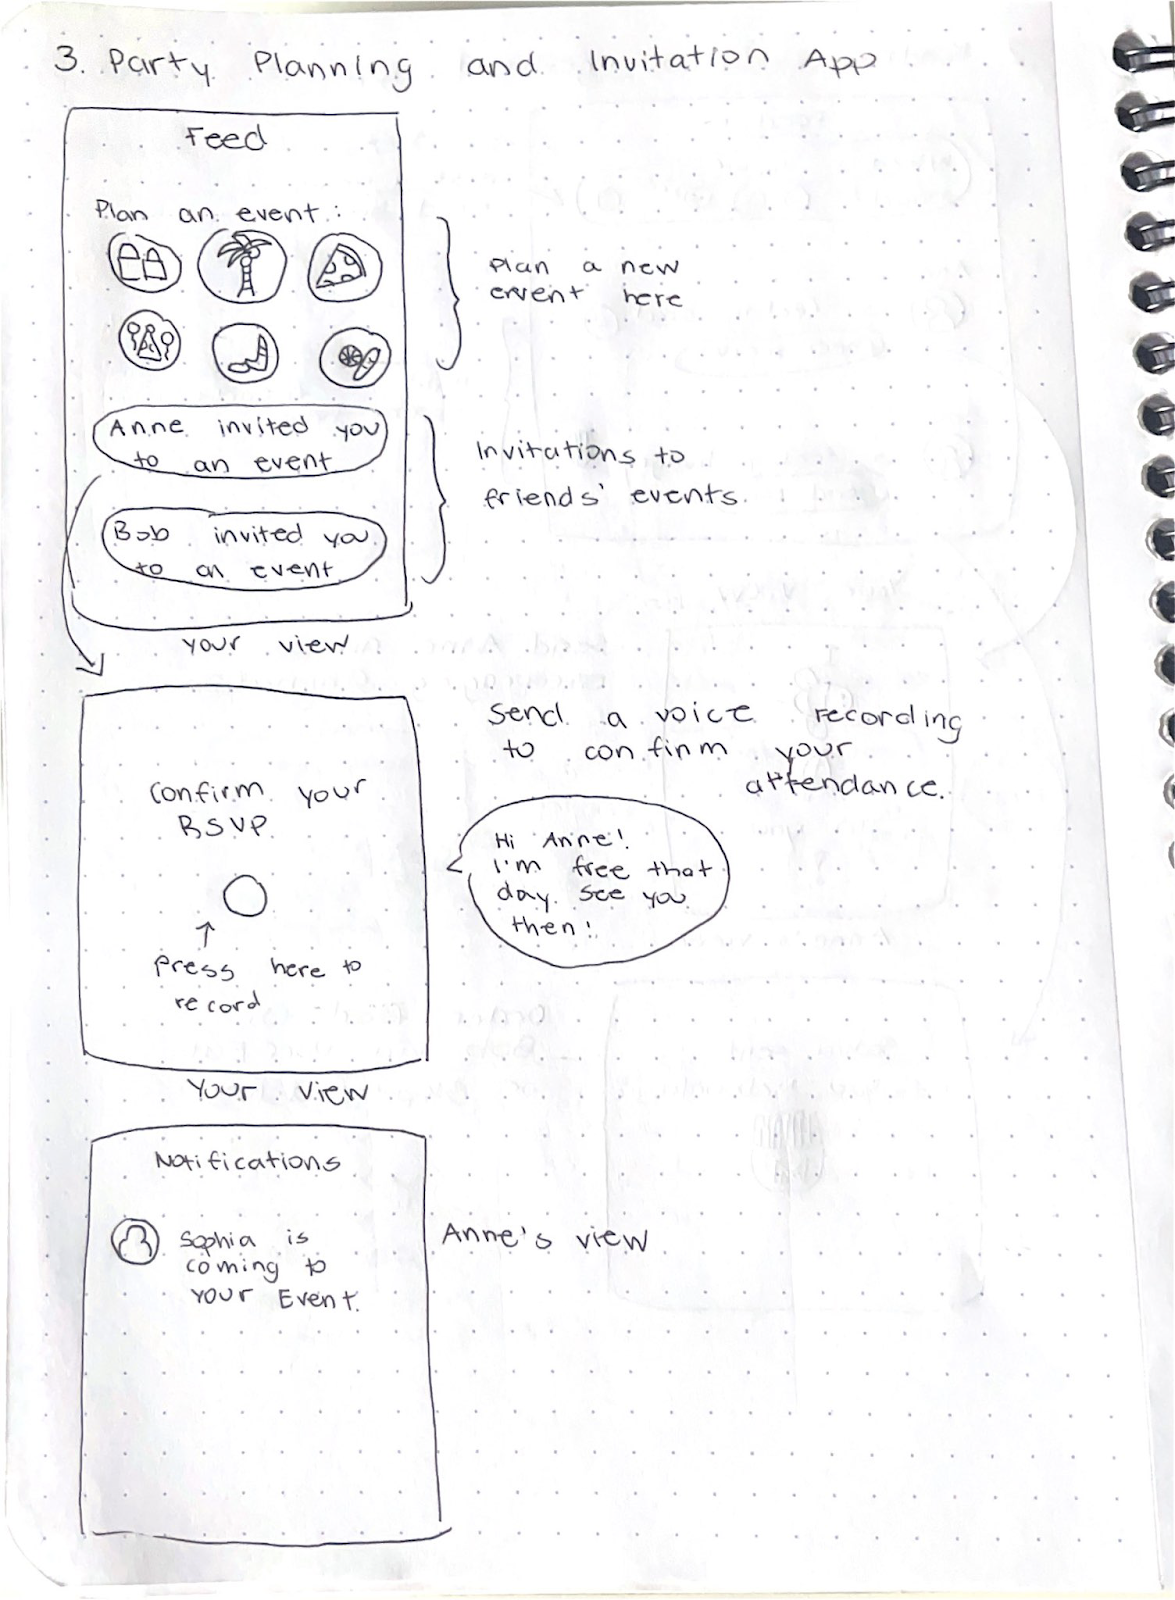 3. Party Planning and Invitation App
Feed
Plan an event:
Plan a new
event here
Anne invited you
to an event
Invitations to
friends' events.
Bob invited you
to an event
your view
Send a voice recording
to confirm your
attendance.
Confirm your
RSVP.
Press here to
record
Hi Anne!
I'm free that
day. See you
then!
Your view
Notifications
Sophia is
coming to
your Event.
Anne's view